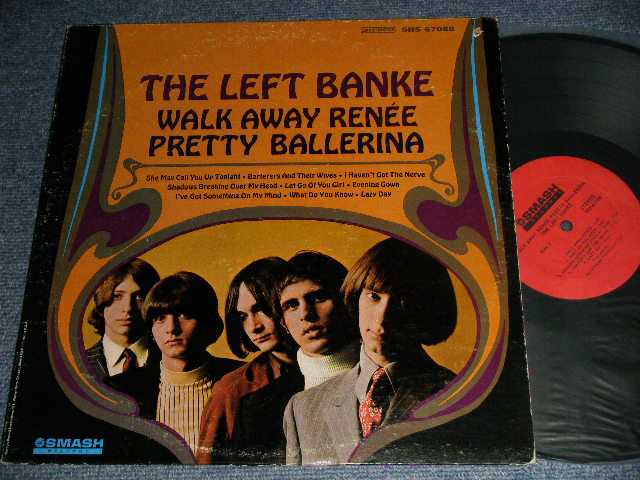 STEREO SRS 67088
THE LEFT BANKE
WALK AWAY RENÉE
PRETTY BALLERINA
She May Call You Up Tonight • Barterers And Their Wives • I Haven't Got The Nerve
Shadows Breaking Over My Head • Let Go Of You Girl • Evening Gown
I've Got Something On My Mind • What Do You Know • Lazy Day
SMASH
RECORDS
SMASH